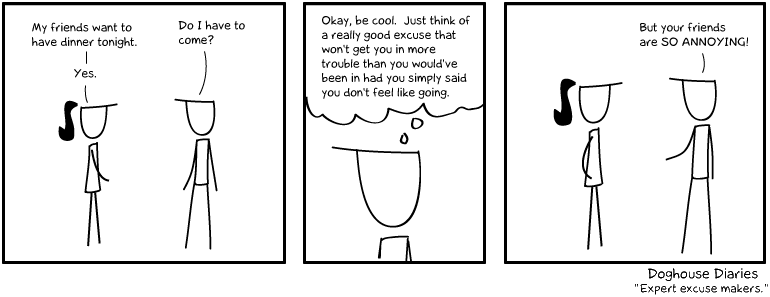 My friends want to
have dinner tonight.
Do I have to
come?
Yes.
Okay, be cool. Just think of
a really good excuse that
won't get you in more
trouble than you would've
been in had you simply said
you don't feel like going.
But your friends
are SO ANNOYING!
Doghouse Diaries
"Expert excuse makers."